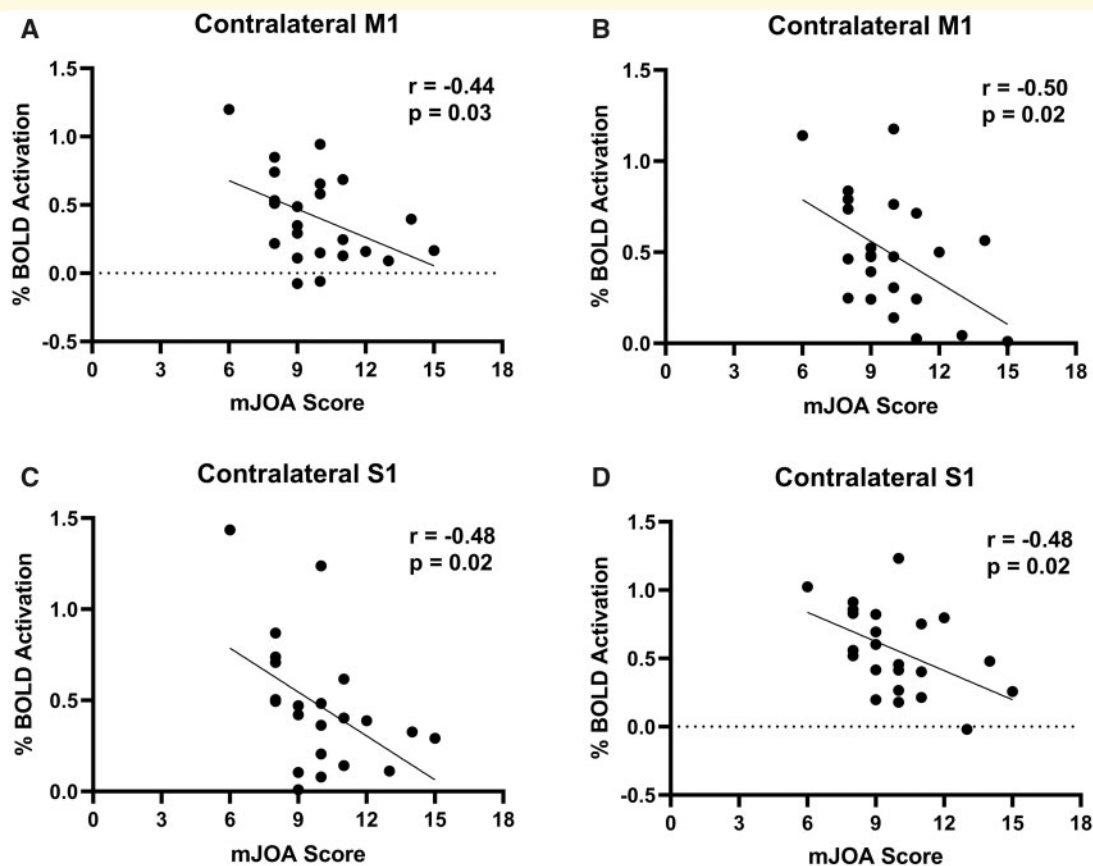 A
Contralateral M1
r = -0.44
p = 0.03
% BOLD Activation
1.5
1.0
0.5
0.0
-0.5
0 3 6 9 12 15 18
mJOA Score
B
Contralateral M1
r = -0.50
p = 0.02
% BOLD Activation
1.5
1.0
0.5
0.0
0 3 6 9 12 15 18
mJOA Score
C
Contralateral S1
r = -0.48
p = 0.02
% BOLD Activation
1.5
1.0
0.5
0.0
0 3 6 9 12 15 18
mJOA Score
D
Contralateral S1
r = -0.48
p = 0.02
% BOLD Activation
1.5
1.0
0.5
0.0
-0.5
0 3 6 9 12 15 18
mJOA Score